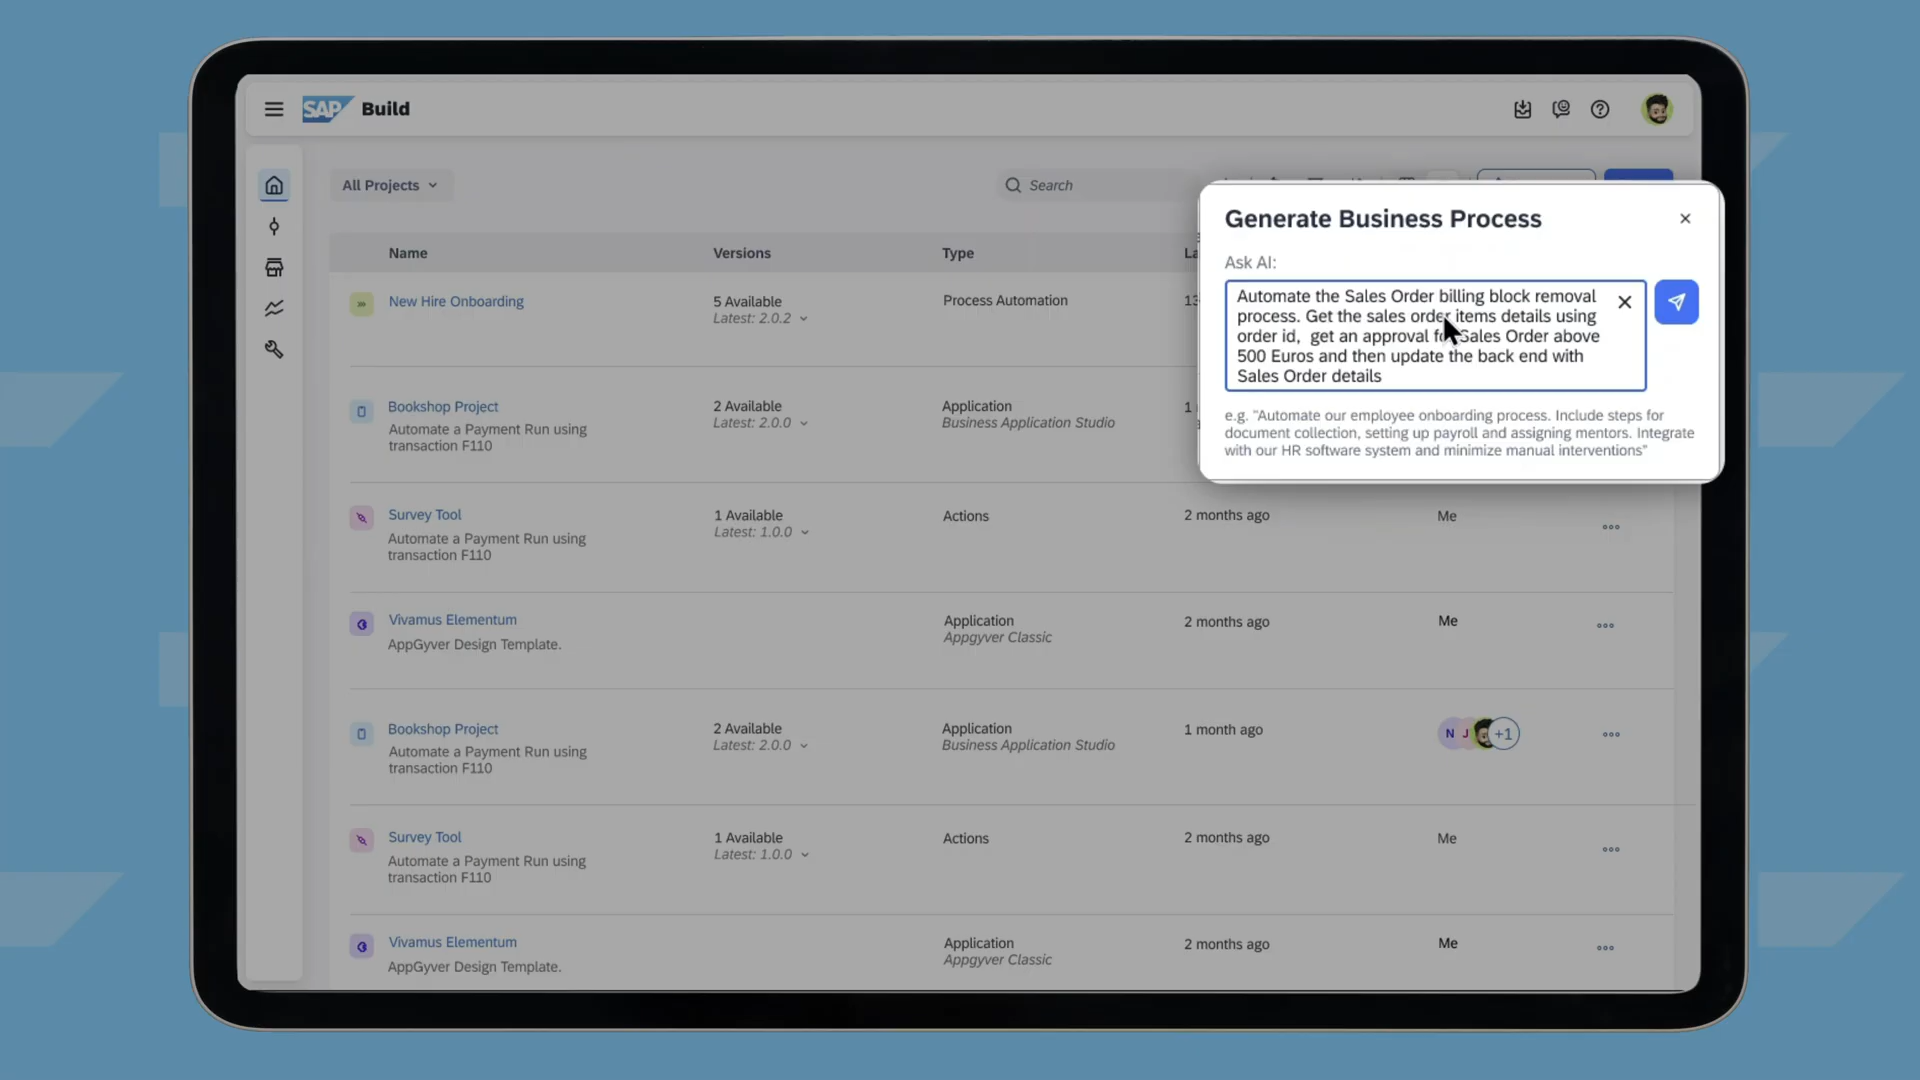 SAP Build
All Projects
Search
Generate Business Process
Ask AI:
Automate the Sales Order billing block removal
process. Get the sales order items details using
order id,  get an approval for Sales Order above
500 Euros and then update the back end with
Sales Order details
e.g. "Automate our employee onboarding process. Include steps for
document collection, setting up payroll and assigning mentors. Integrate
with our HR software system and minimize manual interventions"
Name Versions Type La
New Hire Onboarding 5 Available Process Automation 13
Latest: 2.0.2
Bookshop Project 2 Available Application 1
Automate a Payment Run using Latest: 2.0.0 Business Application Studio
transaction F110
Survey Tool 1 Available Actions 2 months ago Me
Automate a Payment Run using Latest: 1.0.0
transaction F110
Vivamus Elementum Application 2 months ago Me
AppGyver Design Template. Appgyver Classic
Bookshop Project 2 Available Application 1 month ago N J +1
Automate a Payment Run using Latest: 2.0.0 Business Application Studio
transaction F110
Survey Tool 1 Available Actions 2 months ago Me
Automate a Payment Run using Latest: 1.0.0
transaction F110
Vivamus Elementum Application 2 months ago Me
AppGyver Design Template. Appgyver Classic